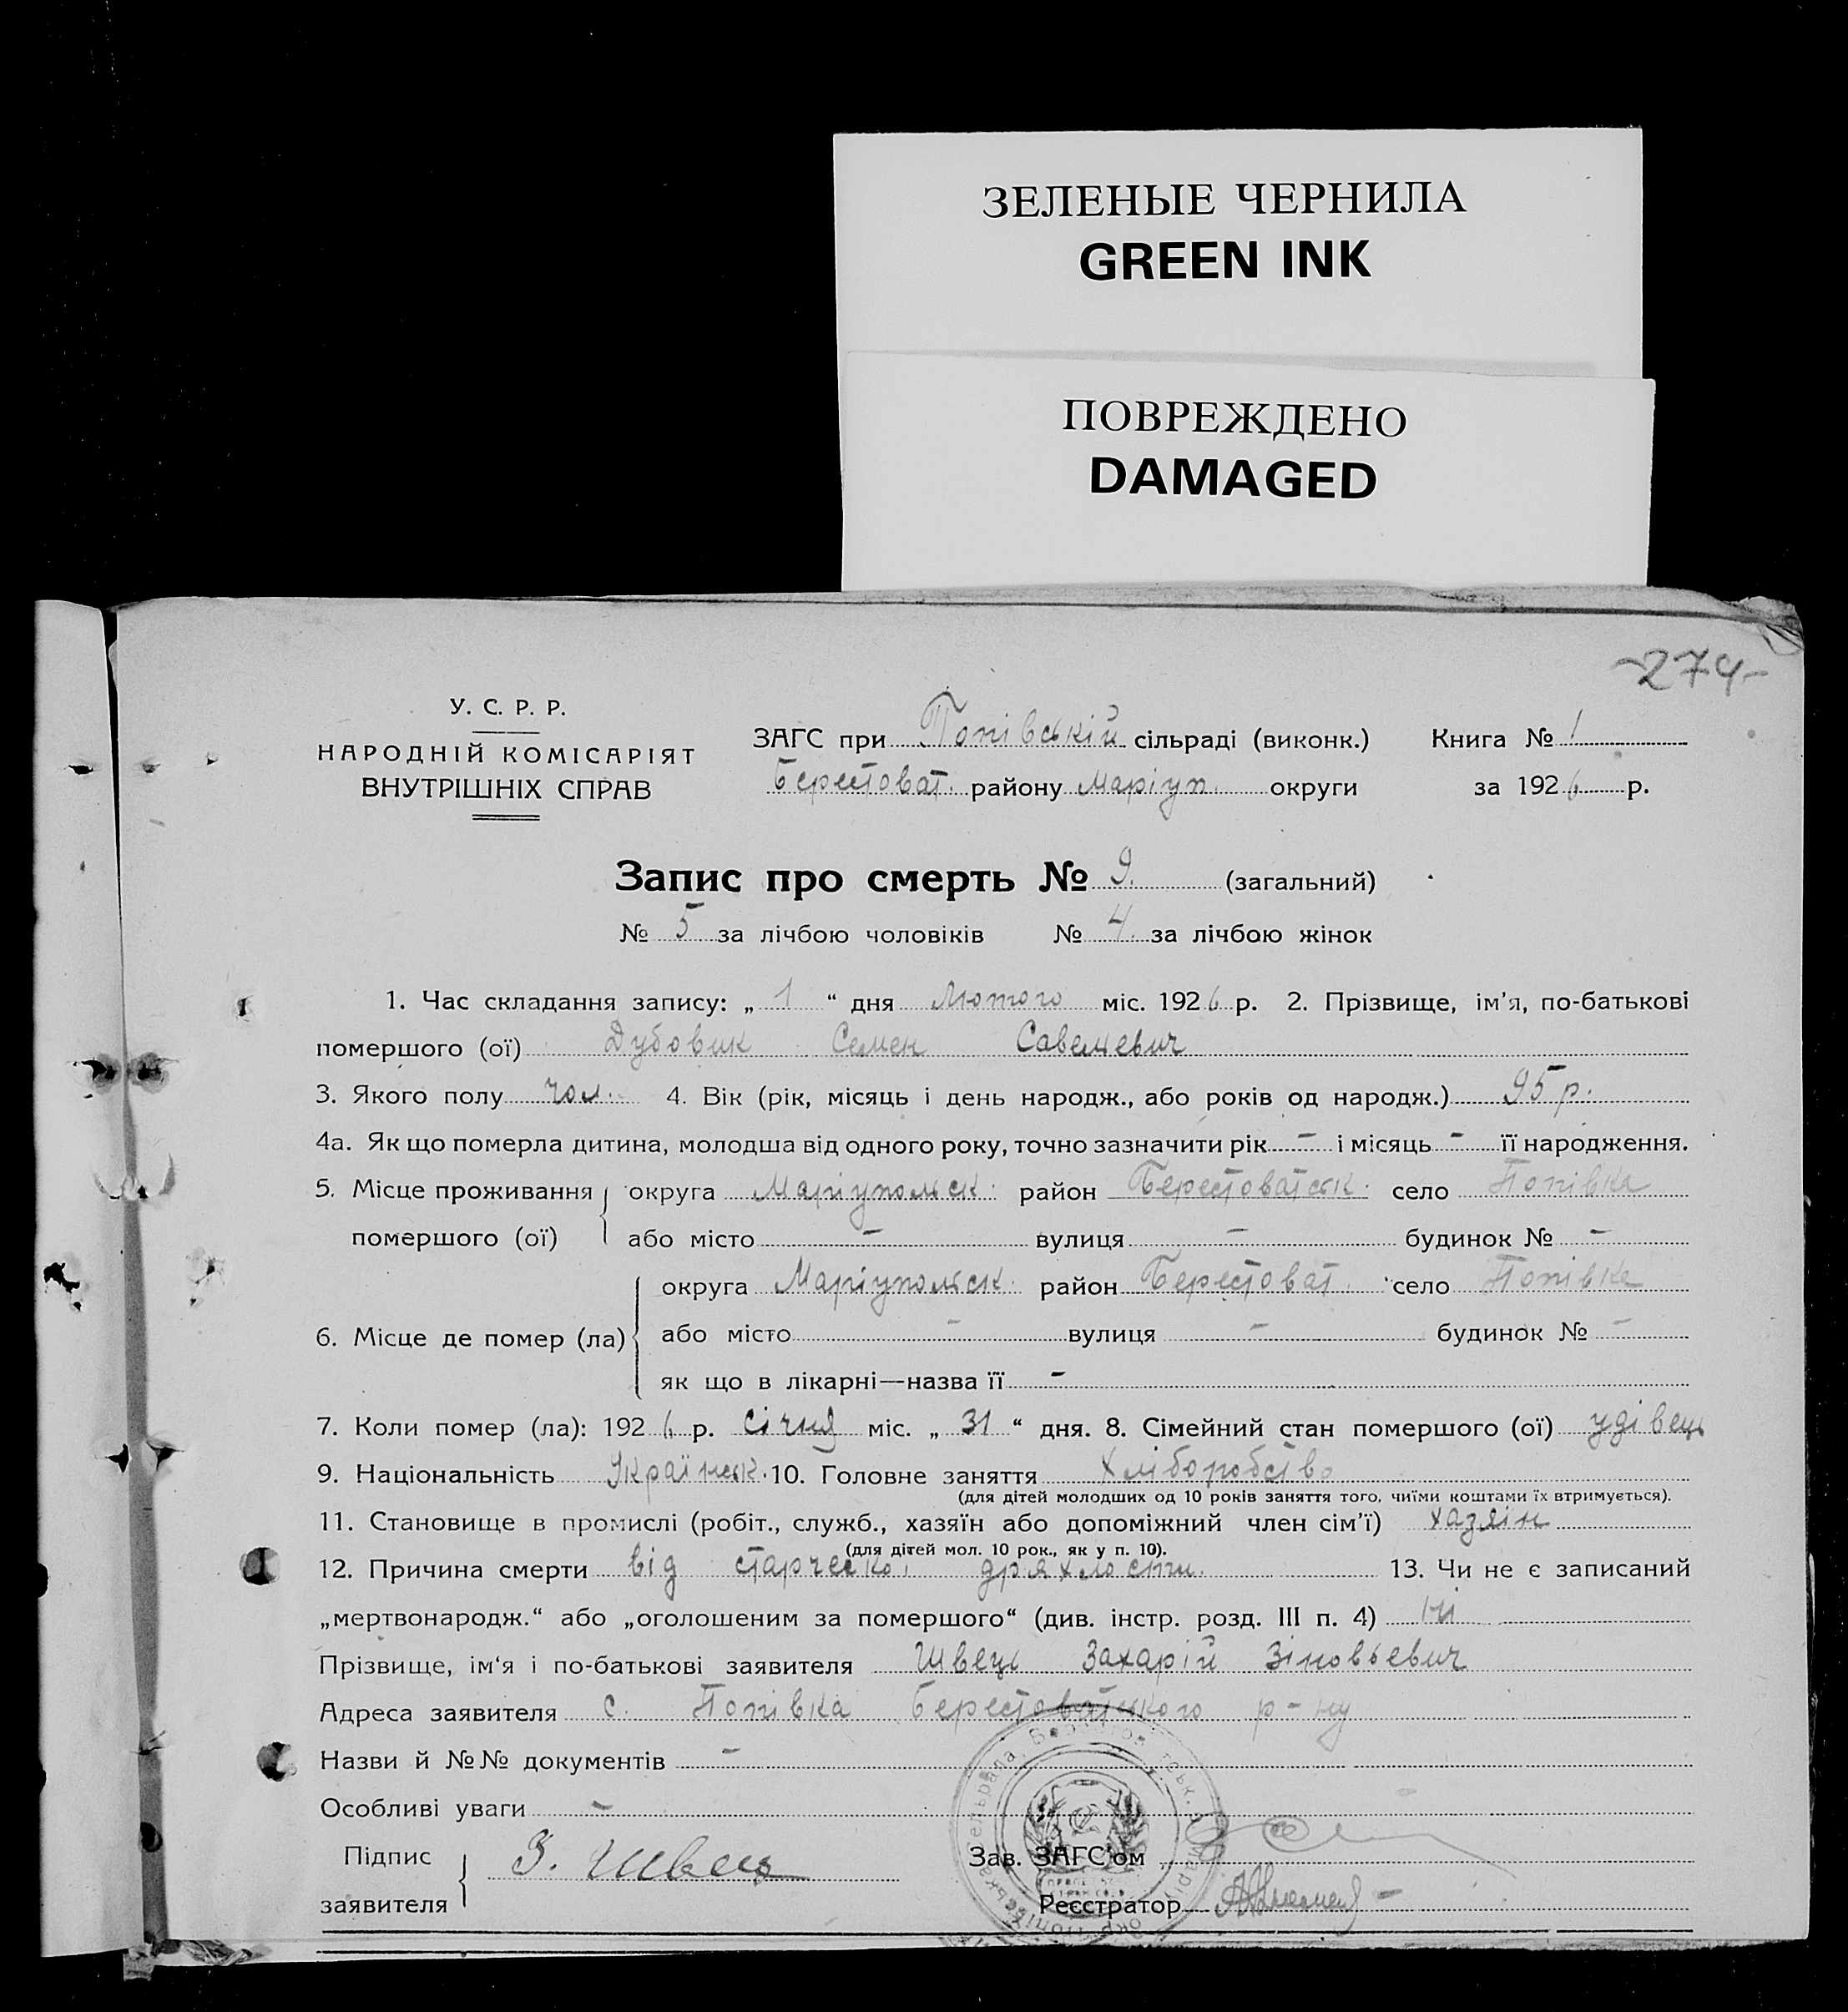 ЗЕЛЕНЫЕ ЧЕРНИЛА
GREEN INK
ПОВРЕЖДЕНО
DAMAGED
-274-
У. С. Р. Р.
НАРОДНІЙ КОМІСАРІЯТ
ВНУТРІШНІХ СПРАВ
ЗАГС при Попівській сільраді (виконк.) Книга № 1
Берестоват. району Маріуп. округи за 1926 р.
Запис про смерть № 9. (загальний)
№ 5 за лічбою чоловіків № 4. за лічбою жінок
1. Час складання запису: „ 1 “ дня Лютого міс. 1926 р. 2. Прізвище, ім'я, по-батькові
помершого (ої) Дубовик Семен Савелиевич
3. Якого полу чол. 4. Вік (рік, місяць і день народж., або років од народж.) 95 р.
4а. Як що померла дитина, молодша від одного року, точно зазначити рік - і місяць - її народження.
5. Місце проживання округа Маріупольск. район Берестоватськ. село Попівка
помершого (ої) або місто - вулиця - будинок № -
округа Маріупольск. район Берестоват. село Попівка
6. Місце де помер (ла) або місто - вулиця - будинок № -
як що в лікарні—назва її -
7. Коли помер (ла): 1926 р. січня міс. „ 31 “ дня. 8. Сімейний стан помершого (ої) удівець
9. Національність Українськ. 10. Головне заняття Хліборобство
(для дітей молодших од 10 років заняття того, чиїми коштами їх втримується).
11. Становище в промислі (робіт., служб., хазяїн або допоміжний член сім'ї) хазяін
(для дітей мол. 10 рок., як у п. 10).
12. Причина смерти від старческоі дряхлости. 13. Чи не є записаний
„мертвонародж.“ або „оголошеним за помершого“ (див. інстр. розд. III п. 4) ні
Прізвище, ім‘я і по-батькові заявителя Швець Захарій Зіновьевич
Адреса заявителя с. Попівка Берестоватського р-ну
Назви й №№ документів -
Особливі уваги -
Підпис
заявителя З. Швець
Зав. ЗАГС'ом
Реєстратор